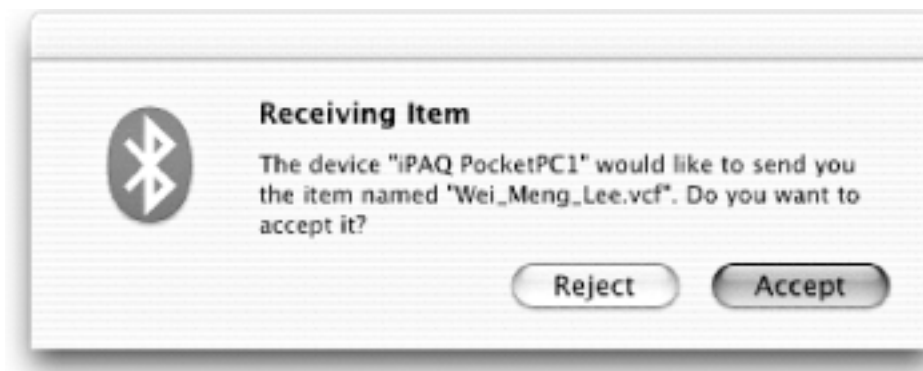 Receiving Item
The device "iPAQ PocketPC1" would like to send you
the item named "Wei_Meng_Lee.vcf". Do you want to
accept it?
Reject Accept